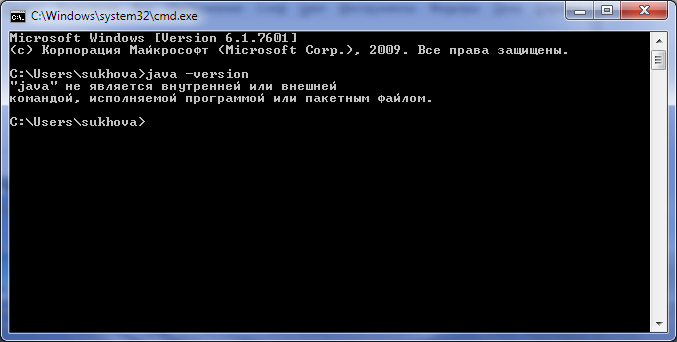 C:\Windows\system32\cmd.exe
Microsoft Windows [Version 6.1.7601]
(c) Корпорация Майкрософт (Microsoft Corp.), 2009. Все права защищены.
C:\Users\sukhova>java -version
"java" не является внутренней или внешней
командой, исполняемой программой или пакетным файлом.
C:\Users\sukhova>